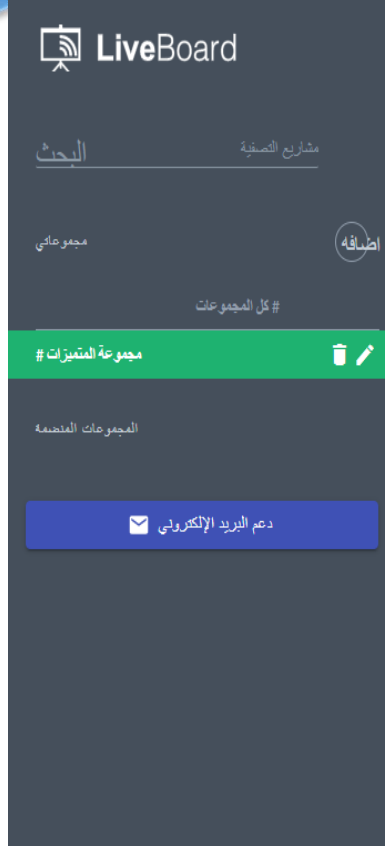 LiveBoard
مشاريع التصفية
البحث
اضافه
مجموعاتي
# كل المجموعات
مجموعة المتميزات #
المجموعات المنضمة
دعم البريد الإلكتروني